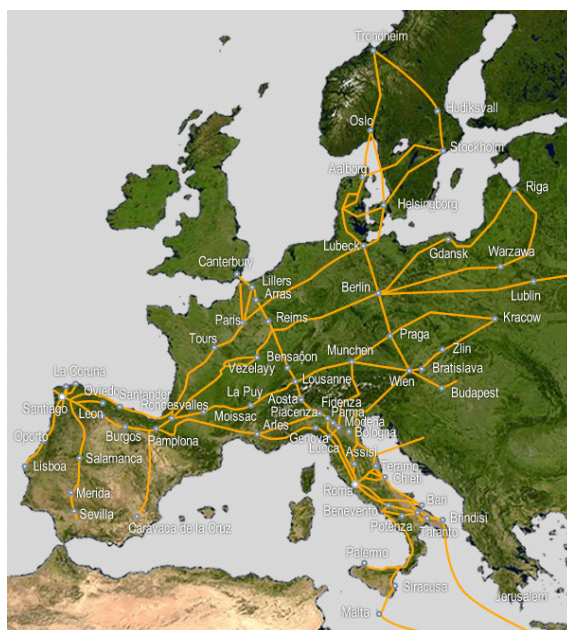 Trondheim
Hudiksvall
Oslo
Stockholm
Aalborg
Riga
Helsingborg
Lubeck
Gdansk
Warzawa
Canterbury
Lillers
Berlin
Arras
Lublin
Paris
Reims
Kracow
Praga
Tours
Zlin
Vezelayy
Bensaôon
Munchen
Bratislava
La Coruna
Lousanne
Wien
Oviedo
Santander
La Puy
Budapest
Santiago
Roncesvalles
Aosta
Figenza
Leon
Moissac
Piacenza
Parma
Oporto
Burgos
Pamplona
Arles
Modena
Genova
Bologna
Lucca
Lisboa
Salamanca
Assisi
Teramo
Chieti
Merida
Roma
Bari
Sevilla
Caravaca de la Cruz
Benevento
Brindisi
Potenza
Taranto
Palermo
Siracusa
Jerusalem
Malta